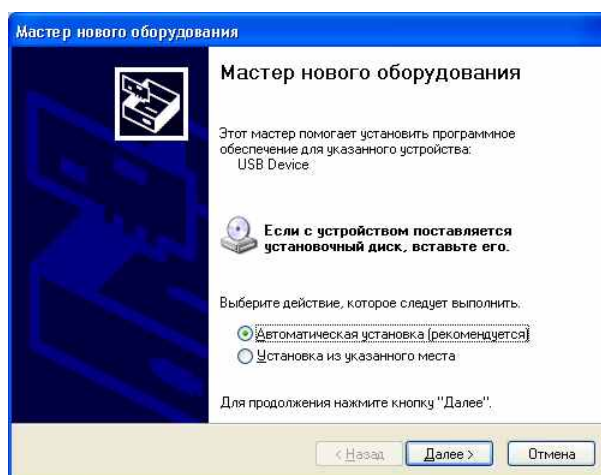 Мастер нового оборудования
Мастер нового оборудования
Этот мастер помогает установить программное
обеспечение для указанного устройства:
USB Device
Если с устройством поставляется
установочный диск, вставьте его.
Выберите действие, которое следует выполнить.
Автоматическая установка (рекомендуется)
Установка из указанного места
Для продолжения нажмите кнопку "Далее".
< Назад Далее > Отмена